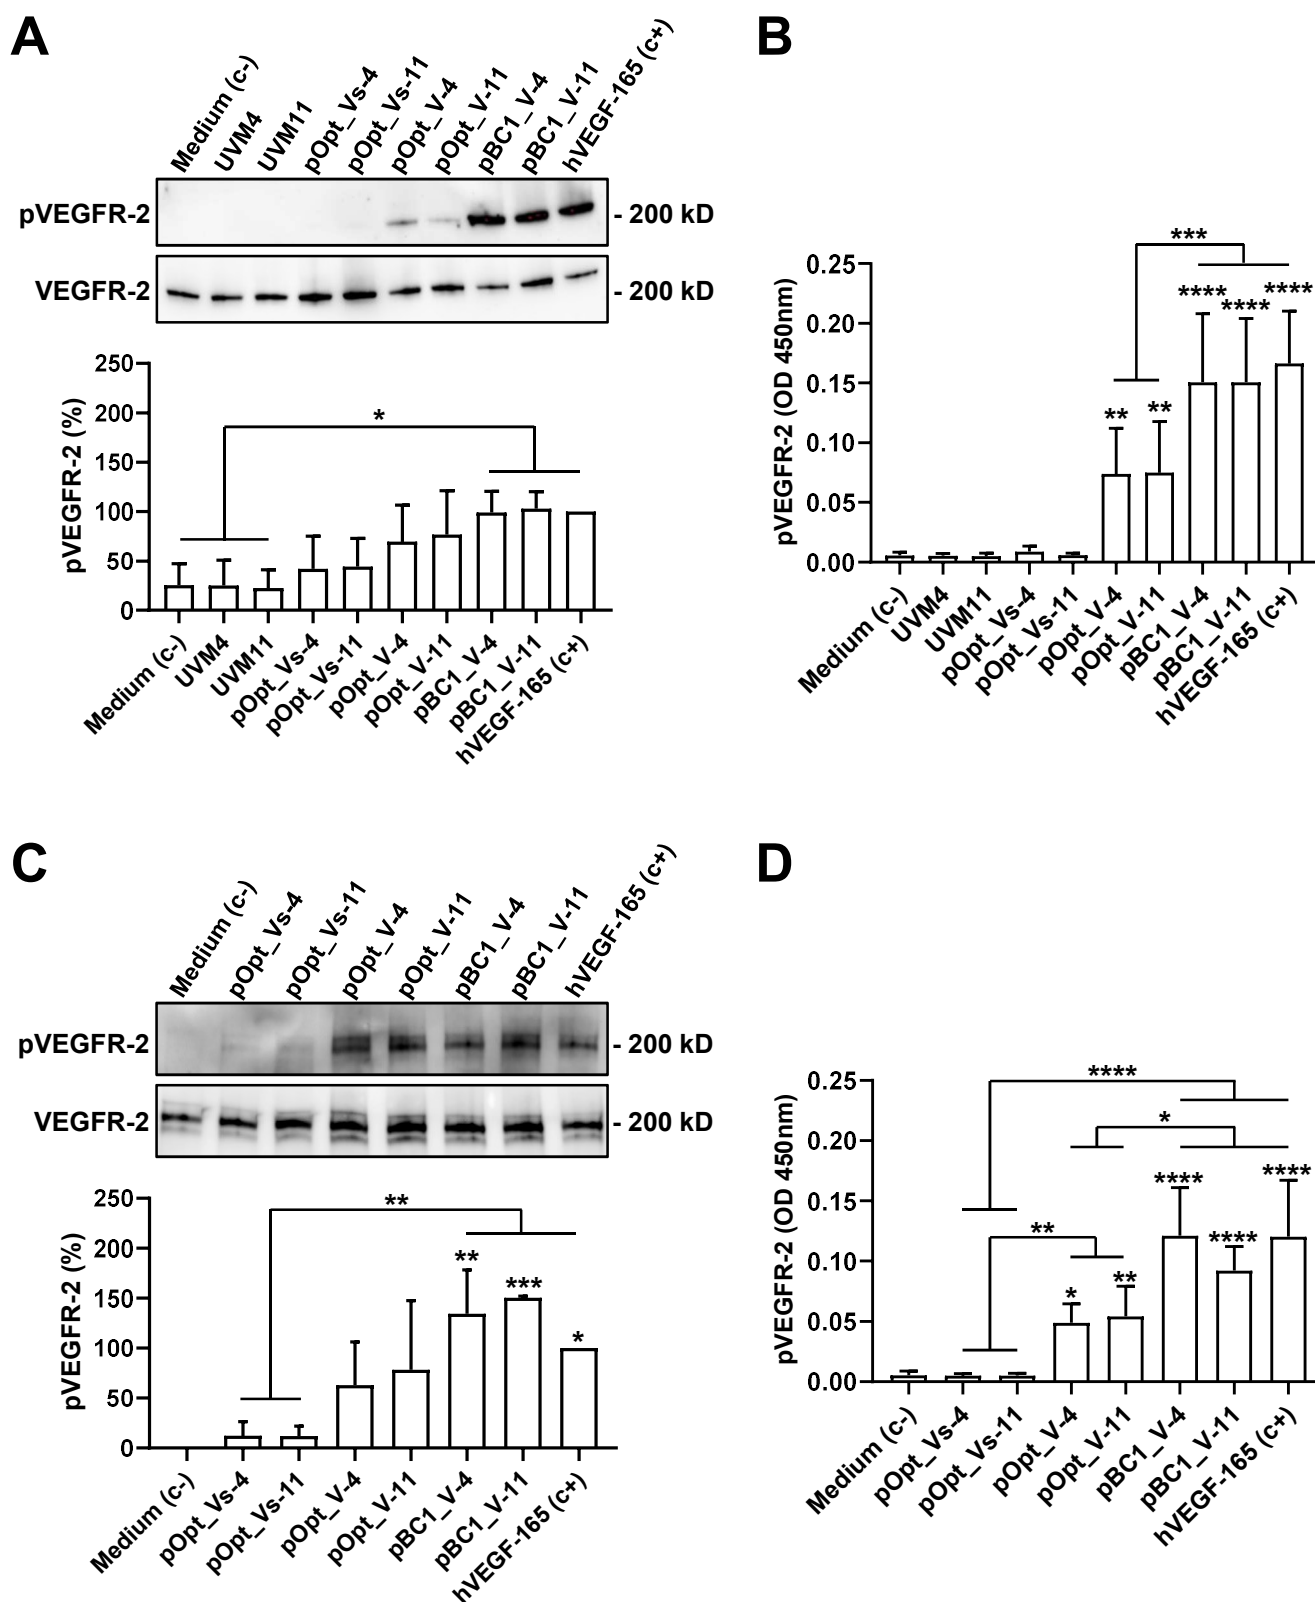 A
Medium (c-)
UVM4
UVM11
pOpt_Vs-4
pOpt_Vs-11
pOpt_V-4
pOpt_V-11
pBC1_V-4
pBC1_V-11
hVEGF-165 (c+)
pVEGFR-2
- 200 kD
VEGFR-2
- 200 kD
pVEGFR-2 (%)
250
200
150
100
50
0
*
Medium (c-)
UVM4
UVM11
pOpt_Vs-4
pOpt_Vs-11
pOpt_V-4
pOpt_V-11
pBC1_V-4
pBC1_V-11
hVEGF-165 (c+)
B
pVEGFR-2 (OD 450nm)
0.25
0.20
0.15
0.10
0.05
0.00
***
**
**
****
****
****
Medium (c-)
UVM4
UVM11
pOpt_Vs-4
pOpt_Vs-11
pOpt_V-4
pOpt_V-11
pBC1_V-4
pBC1_V-11
hVEGF-165 (c+)
C
Medium (c-)
pOpt_Vs-4
pOpt_Vs-11
pOpt_V-4
pOpt_V-11
pBC1_V-4
pBC1_V-11
hVEGF-165 (c+)
pVEGFR-2
- 200 kD
VEGFR-2
- 200 kD
pVEGFR-2 (%)
250
200
150
100
50
0
**
**
***
*
Medium (c-)
pOpt_Vs-4
pOpt_Vs-11
pOpt_V-4
pOpt_V-11
pBC1_V-4
pBC1_V-11
hVEGF-165 (c+)
D
pVEGFR-2 (OD 450nm)
0.25
0.20
0.15
0.10
0.05
0.00
****
*
**
*
**
****
****
****
Medium (c-)
pOpt_Vs-4
pOpt_Vs-11
pOpt_V-4
pOpt_V-11
pBC1_V-4
pBC1_V-11
hVEGF-165 (c+)